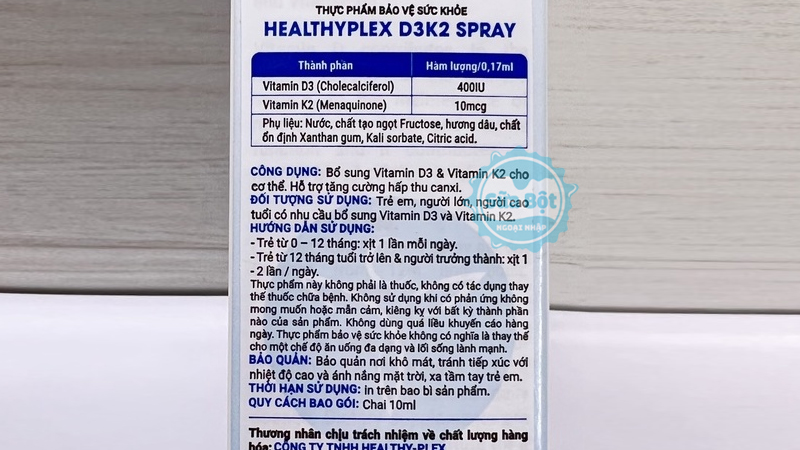 THỰC PHẨM BẢO VỆ SỨC KHỎE
HEALTHYPLEX D3K2 SPRAY
Thành phần Hàm lượng/0,17ml
Vitamin D3 (Cholecalciferol) 400IU
Vitamin K2 (Menaquinone) 10mcg
Phụ liệu: Nước, chất tạo ngọt Fructose, hương dâu, chất
ổn định Xanthan gum, Kali sorbate, Citric acid.
CÔNG DỤNG: Bổ sung Vitamin D3 & Vitamin K2 cho
cơ thể. Hỗ trợ tăng cường hấp thu canxi.
ĐỐI TƯỢNG SỬ DỤNG: Trẻ em, người lớn, người cao
tuổi có nhu cầu bổ sung Vitamin D3 và Vitamin K2.
Sữa Bột
NGOẠI NHẬP
HƯỚNG DẪN SỬ DỤNG:
- Trẻ từ 0 – 12 tháng: xịt 1 lần mỗi ngày.
- Trẻ từ 12 tháng tuổi trở lên & người trưởng thành: xịt 1
- 2 lần / ngày.
Thực phẩm này không phải là thuốc, không có tác dụng thay
thế thuốc chữa bệnh. Không sử dụng khi có phản ứng không
mong muốn hoặc mẫn cảm, kiêng kỵ với bất kỳ thành phần
nào của sản phẩm. Không dùng quá liều khuyến cáo hàng
ngày. Thực phẩm bảo vệ sức khỏe không có nghĩa là thay thế
cho một chế độ ăn uống đa dạng và lối sống lành mạnh.
BẢO QUẢN: Bảo quản nơi khô mát, tránh tiếp xúc với
nhiệt độ cao và ánh nắng mặt trời, xa tầm tay trẻ em.
THỜI HẠN SỬ DỤNG: in trên bao bì sản phẩm.
QUY CÁCH BAO GÓI: Chai 10ml
Thương nhân chịu trách nhiệm về chất lượng hàng
hóa: CÔNG TY TNHH HEALTHY-PLEX